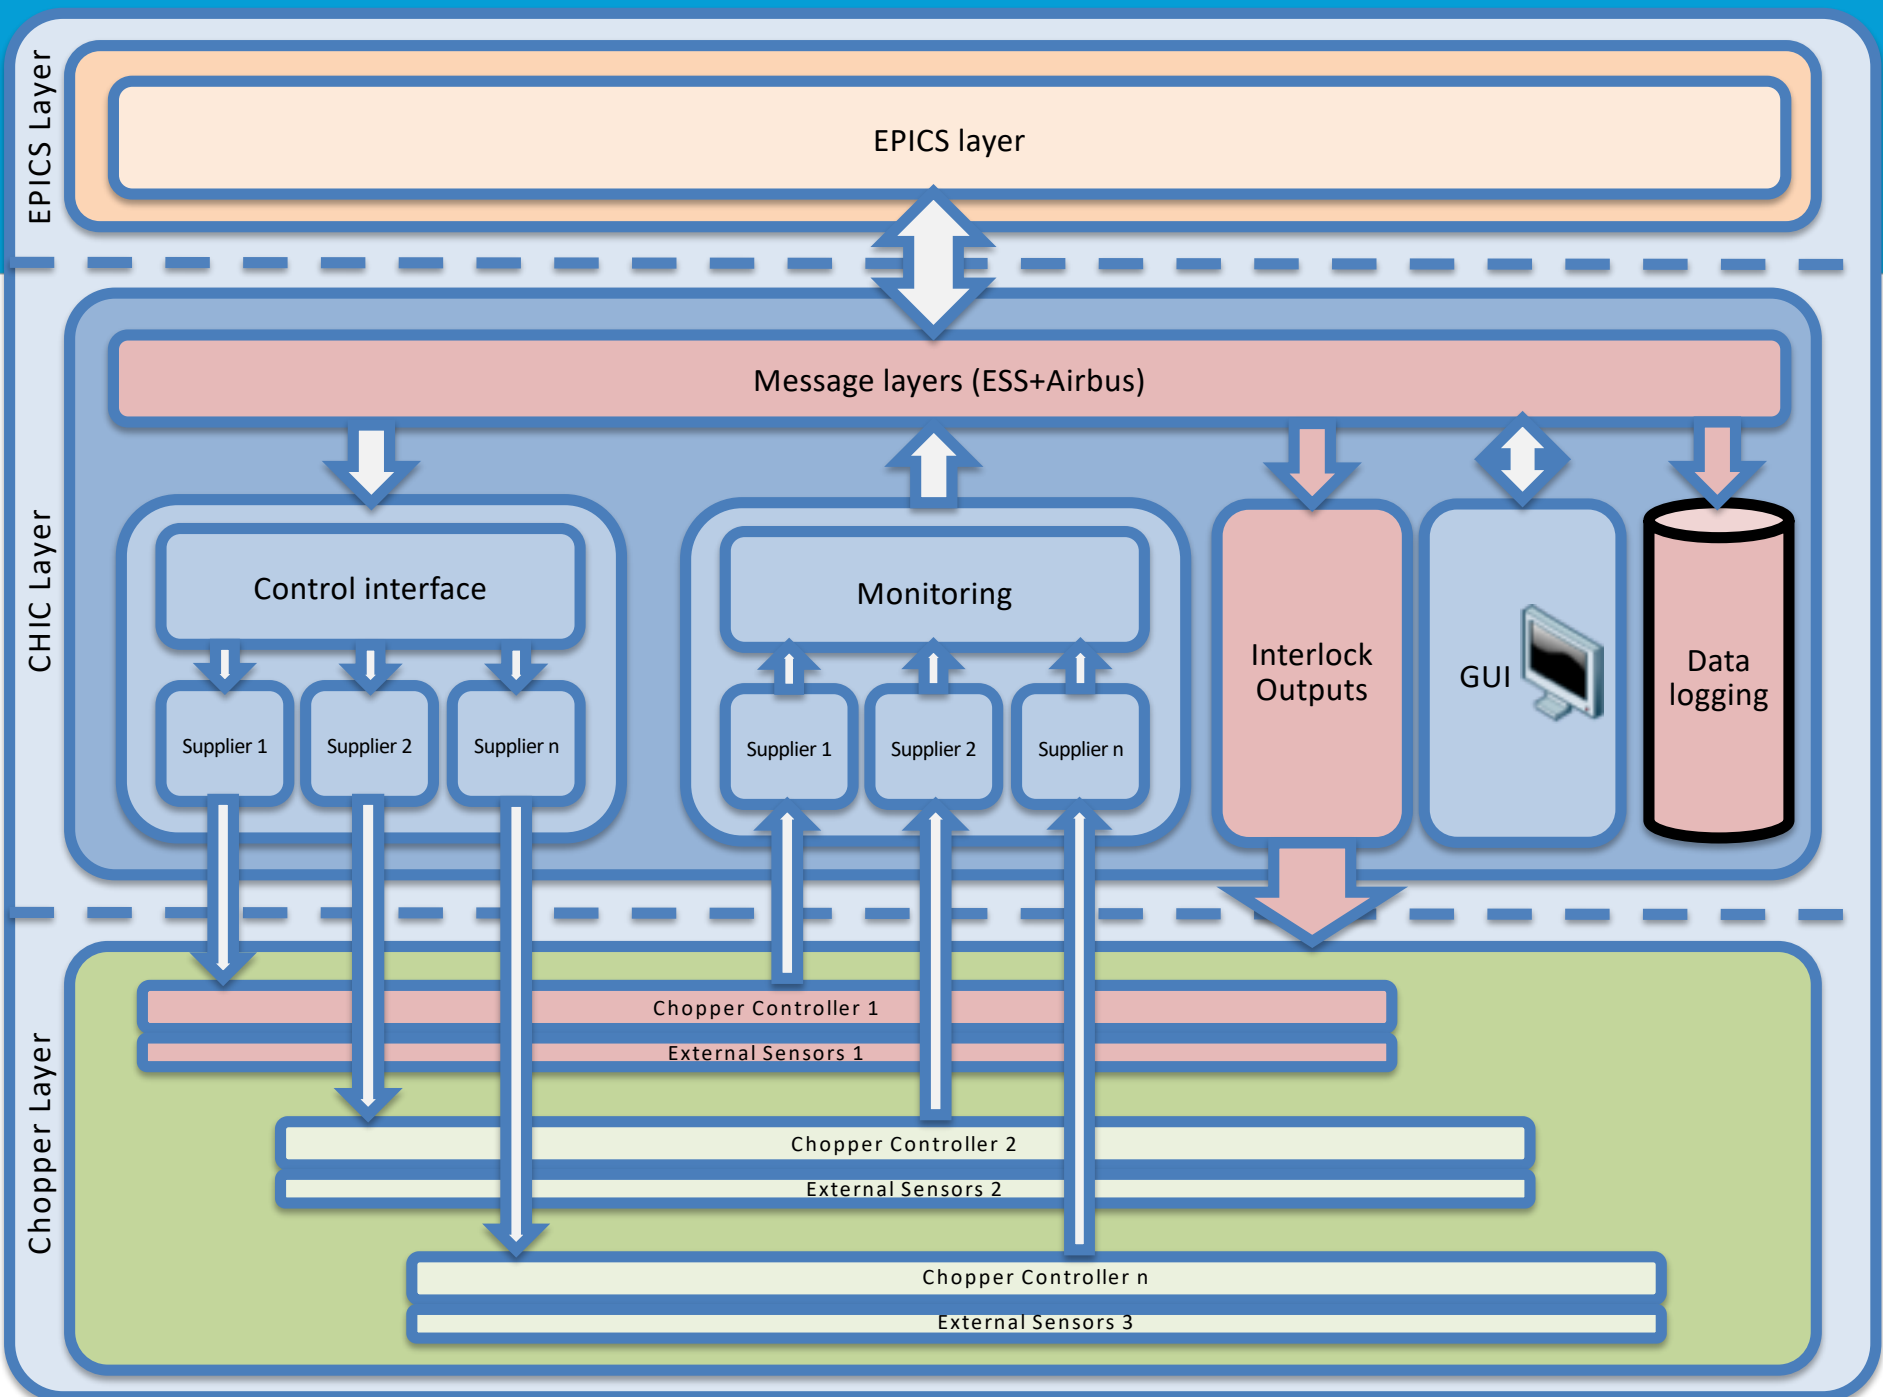 EPICS Layer
EPICS layer
CHIC Layer
Message layers (ESS+Airbus)
Control interface
Supplier 1
Supplier 2
Supplier n
Monitoring
Supplier 1
Supplier 2
Supplier n
Interlock
Outputs
GUI
Data
logging
Chopper Layer
Chopper Controller 1
External Sensors 1
Chopper Controller 2
External Sensors 2
Chopper Controller n
External Sensors 3